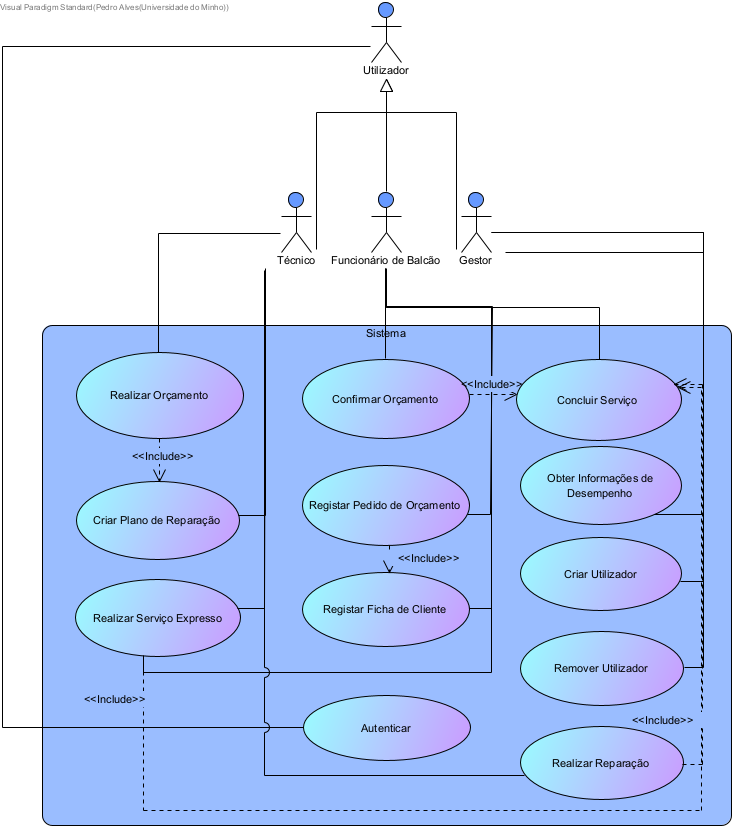 Visual Paradigm Standard(Pedro Alves(Universidade do Minho))
Utilizador
Técnico
Funcionário de Balcão
Gestor
Sistema
Realizar Orçamento
Confirmar Orçamento
<<Include>>
Concluir Serviço
<<Include>>
Obter Informações de
Desempenho
Criar Plano de Reparação
Registar Pedido de Orçamento
<<Include>>
Criar Utilizador
Realizar Serviço Expresso
Registar Ficha de Cliente
Remover Utilizador
<<Include>>
<<Include>>
Autenticar
Realizar Reparação